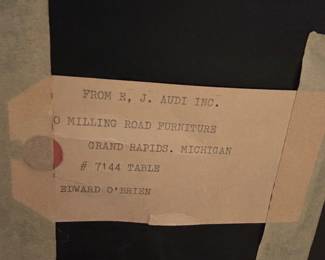 FROM E, J. AUDI INC.
O MILLING ROAD FURNITURE
GRAND RAPIDS. MICHIGAN
# 7144 TABLE
EDWARD O'BRIEN